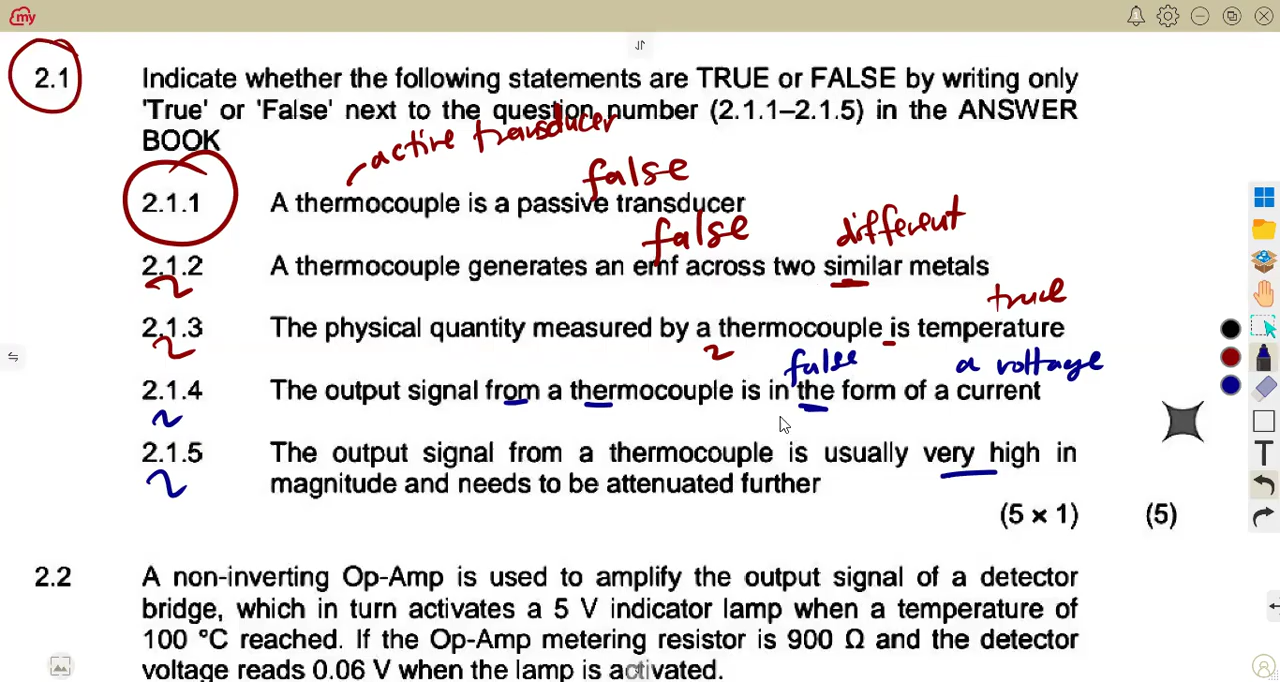 my
2.1 Indicate whether the following statements are TRUE or FALSE by writing only
'True' or 'False' next to the question number (2.1.1–2.1.5) in the ANSWER
BOOK
active transducer
false
2.1.1 A thermocouple is a passive transducer
false different
2.1.2 A thermocouple generates an emf across two similar metals
true
2.1.3 The physical quantity measured by a thermocouple is temperature
false a voltage
2.1.4 The output signal from a thermocouple is in the form of a current
2.1.5 The output signal from a thermocouple is usually very high in
magnitude and needs to be attenuated further
(5 × 1) (5)
2.2 A non-inverting Op-Amp is used to amplify the output signal of a detector
bridge, which in turn activates a 5 V indicator lamp when a temperature of
100 °C reached. If the Op-Amp metering resistor is 900 Ω and the detector
voltage reads 0.06 V when the lamp is activated.